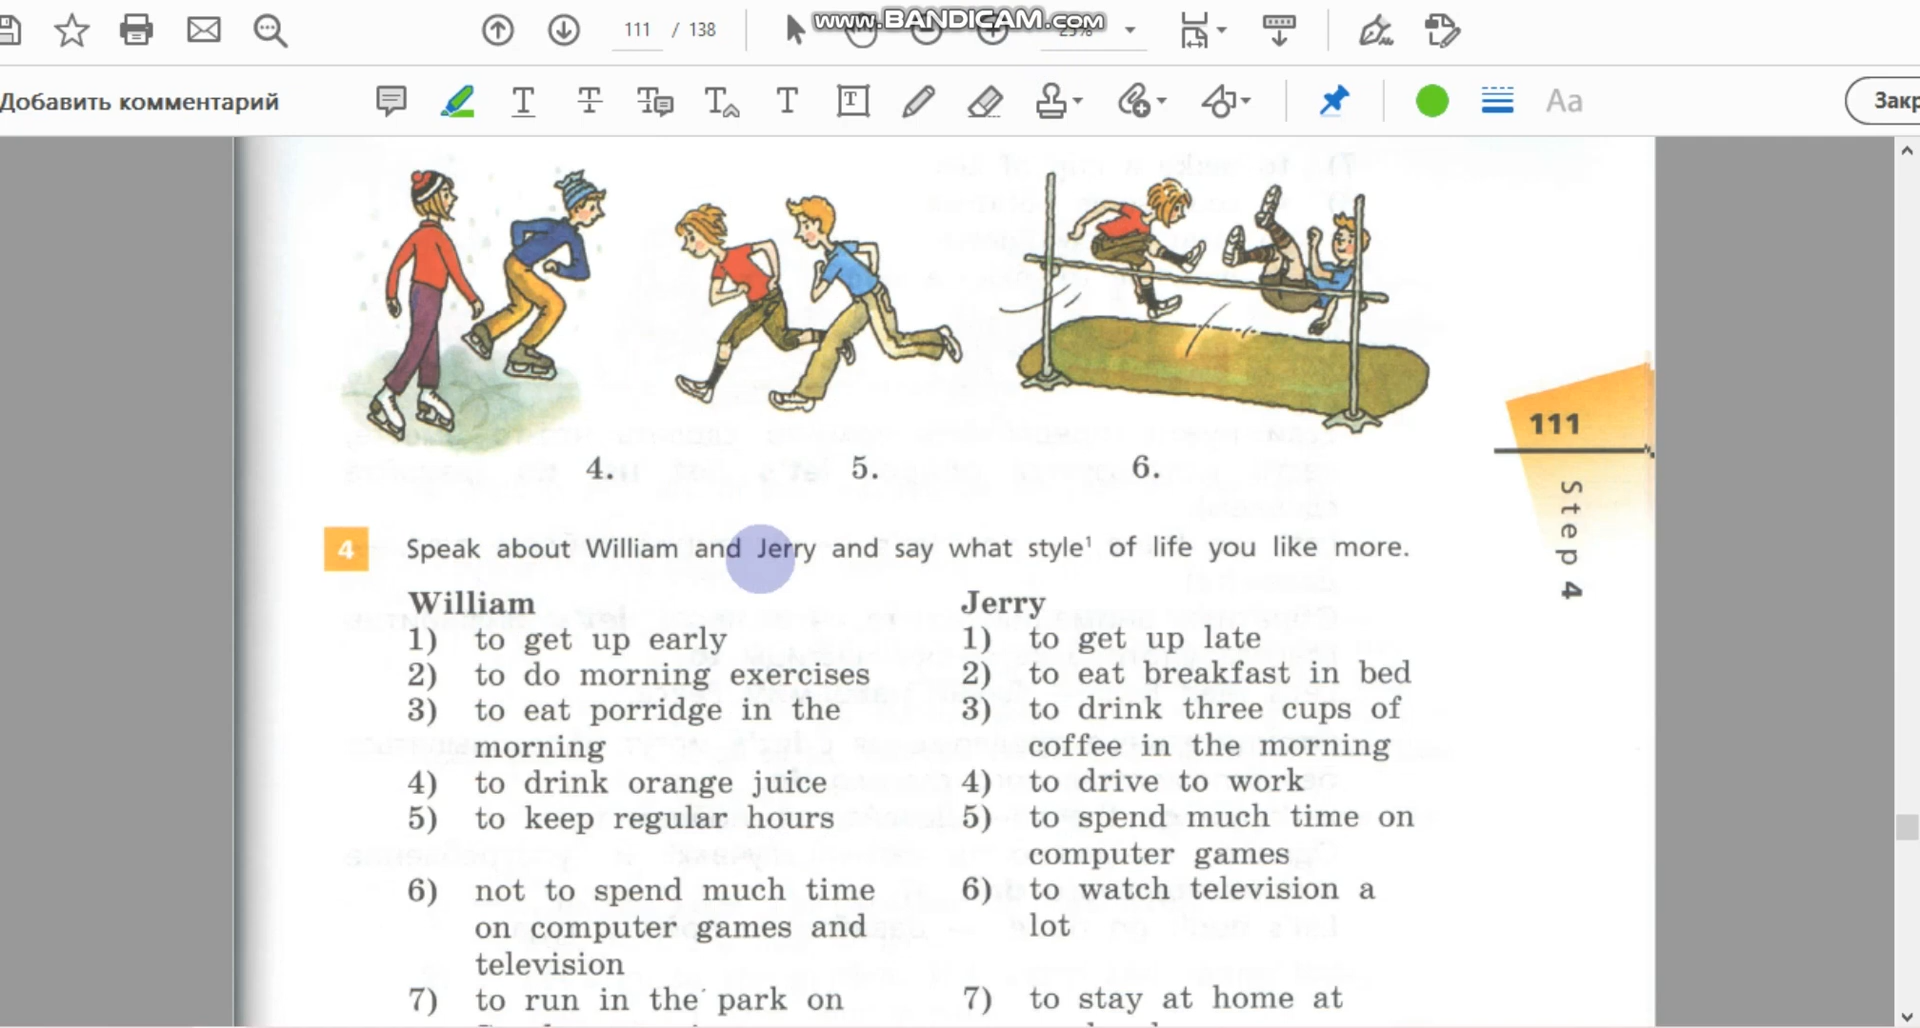 www.BANDICAM.com
111 / 138
25%
Добавить комментарий
T
Aa
4. 5. 6.
111
Step 4
4 Speak about William and Jerry and say what style¹ of life you like more.
William
1) to get up early
2) to do morning exercises
3) to eat porridge in the
morning
4) to drink orange juice
5) to keep regular hours
6) not to spend much time
on computer games and
television
7) to run in the park on
Jerry
1) to get up late
2) to eat breakfast in bed
3) to drink three cups of
coffee in the morning
4) to drive to work
5) to spend much time on
computer games
6) to watch television a
lot
7) to stay at home at